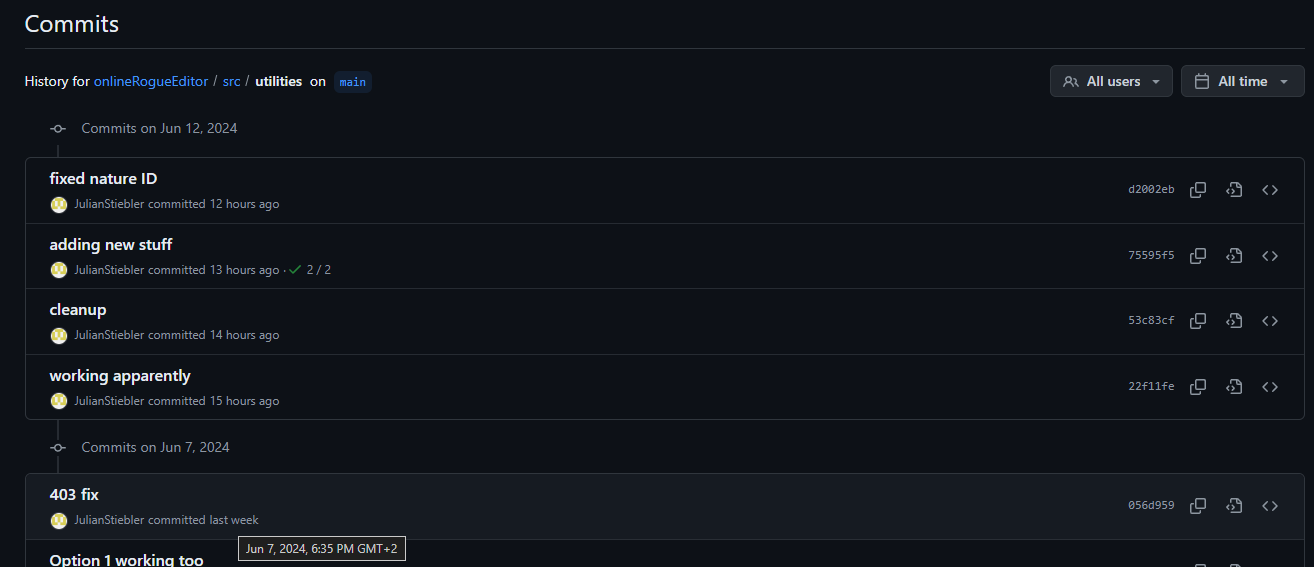 Commits
History for onlineRogueEditor / src / utilities on main
All users
All time
Commits on Jun 12, 2024
fixed nature ID
JulianStiebler committed 12 hours ago
d2002eb
adding new stuff
JulianStiebler committed 13 hours ago · 2 / 2
75595f5
cleanup
JulianStiebler committed 14 hours ago
53c83cf
working apparently
JulianStiebler committed 15 hours ago
22f11fe
Commits on Jun 7, 2024
403 fix
JulianStiebler committed last week
056d959
Jun 7, 2024, 6:35 PM GMT+2
Option 1 working too